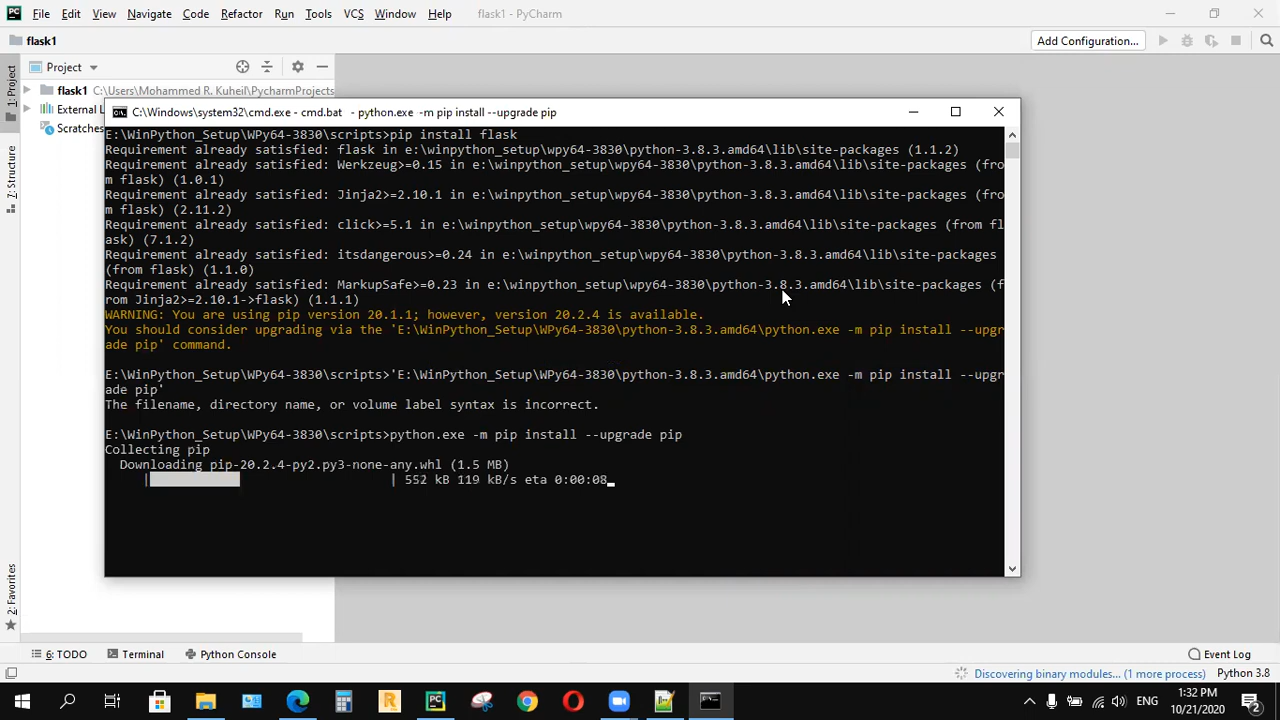 File Edit View Navigate Code Refactor Run Tools VCS Window Help flask1 - PyCharm
flask1
Add Configuration...
Project
flask1 C:\Users\Mohammed R. Kuheil\PycharmProjects
External L
Scratches
1: Project
7: Structure
2: Favorites
C:\Windows\system32\cmd.exe - cmd.bat - python.exe -m pip install --upgrade pip
E:\WinPython_Setup\WPy64-3830\scripts>pip install flask
Requirement already satisfied: flask in e:\winpython_setup\wpy64-3830\python-3.8.3.amd64\lib\site-packages (1.1.2)
Requirement already satisfied: Werkzeug>=0.15 in e:\winpython_setup\wpy64-3830\python-3.8.3.amd64\lib\site-packages (fro
m flask) (1.0.1)
Requirement already satisfied: Jinja2>=2.10.1 in e:\winpython_setup\wpy64-3830\python-3.8.3.amd64\lib\site-packages (fro
m flask) (2.11.2)
Requirement already satisfied: click>=5.1 in e:\winpython_setup\wpy64-3830\python-3.8.3.amd64\lib\site-packages (from fl
ask) (7.1.2)
Requirement already satisfied: itsdangerous>=0.24 in e:\winpython_setup\wpy64-3830\python-3.8.3.amd64\lib\site-packages
(from flask) (1.1.0)
Requirement already satisfied: MarkupSafe>=0.23 in e:\winpython_setup\wpy64-3830\python-3.8.3.amd64\lib\site-packages (f
rom Jinja2>=2.10.1->flask) (1.1.1)
WARNING: You are using pip version 20.1.1; however, version 20.2.4 is available.
You should consider upgrading via the 'E:\WinPython_Setup\WPy64-3830\python-3.8.3.amd64\python.exe -m pip install --upgr
ade pip' command.
E:\WinPython_Setup\WPy64-3830\scripts>'E:\WinPython_Setup\WPy64-3830\python-3.8.3.amd64\python.exe -m pip install --upgr
ade pip'
The filename, directory name, or volume label syntax is incorrect.
E:\WinPython_Setup\WPy64-3830\scripts>python.exe -m pip install --upgrade pip
Collecting pip
Downloading pip-20.2.4-py2.py3-none-any.whl (1.5 MB)
| | 552 kB 119 kB/s eta 0:00:08
6: TODO Terminal Python Console Event Log
Discovering binary modules... (1 more process) Python 3.8
ENG 1:32 PM
10/21/2020 2